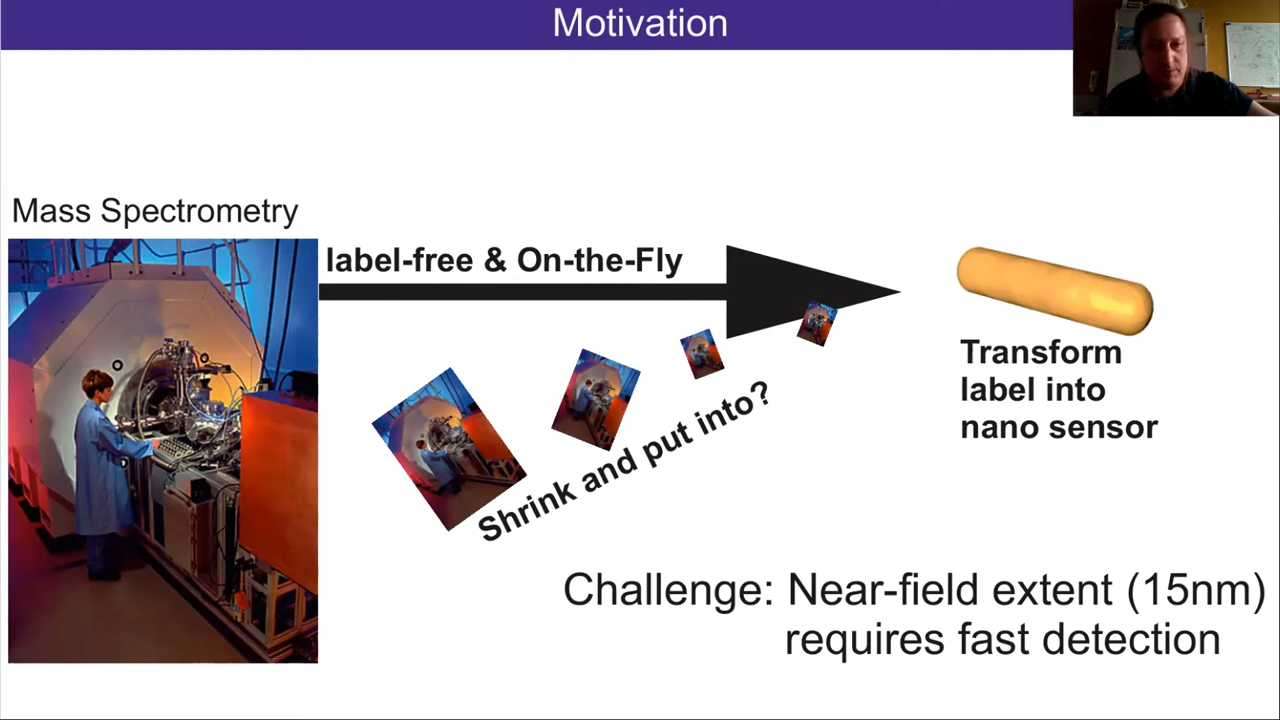 Motivation
Mass Spectrometry
label-free & On-the-Fly
Shrink and put into?
Transform
label into
nano sensor
Challenge: Near-field extent (15nm)
requires fast detection